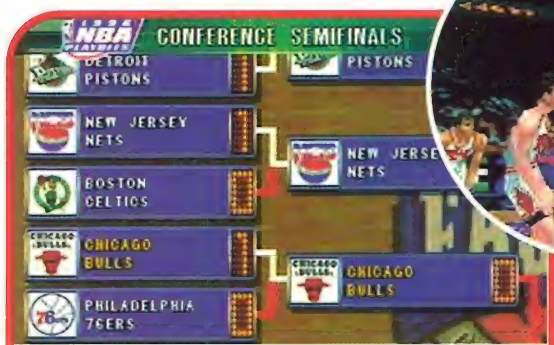 1996
NBA
PLAYOFFS
CONFERENCE SEMIFINALS
DETROIT
PISTONS
PISTONS
NEW JERSEY
NETS
NEW JERSE
NETS
BOSTON
CELTICS
CHICAGO
BULLS
CHICAGO
BULLS
CHICAGO
BULLS
CHICAGO
BULLS
PHILADELPHIA
76ERS
76